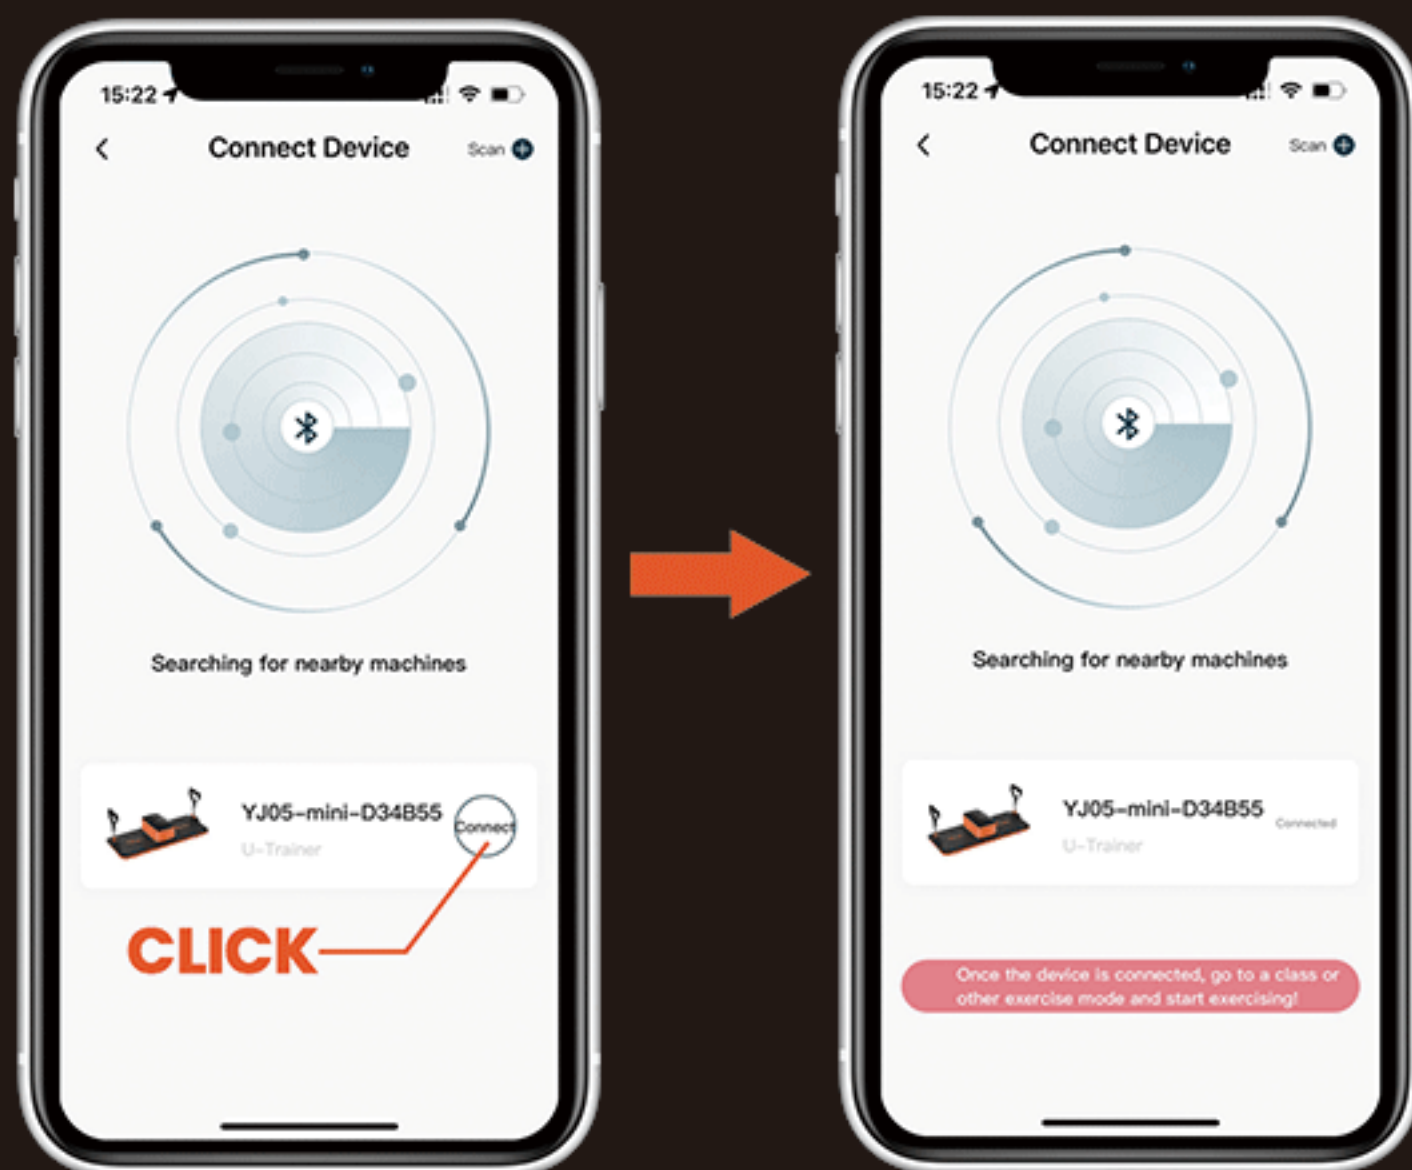 15:22
Connect Device
Scan
Searching for nearby machines
YJ05-mini-D34B55
U-Trainer
Connect
CLICK
15:22
Connect Device
Scan
Searching for nearby machines
YJ05-mini-D34B55
U-Trainer
Connected
Once the device is connected, go to a class or
other exercise mode and start exercising!